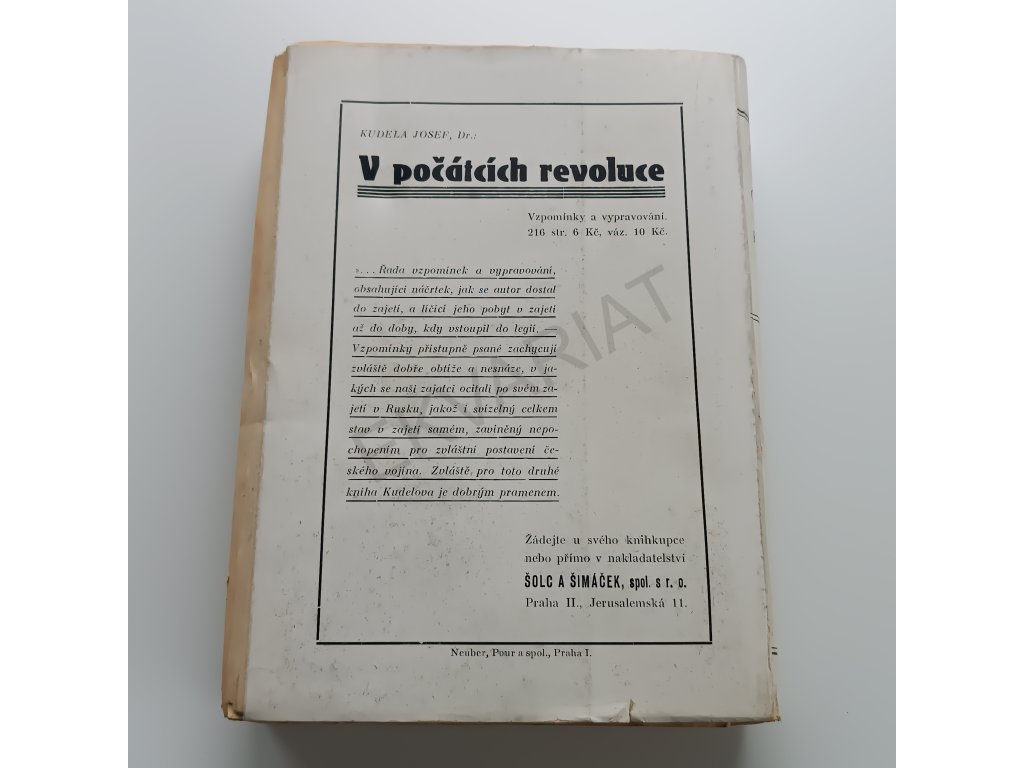 KUDELA JOSEF, Dr.:
V počátcích revoluce
Vzpomínky a vypravování.
216 str. 6 Kč, váz. 10 Kč.
»... Řada vzpomínek a vypravování,
obsahující náčrtek, jak se autor dostal
do zajetí, a líčící jeho pobyt v zajetí
až do doby, kdy vstoupil do legií. —
Vzpomínky přístupně psané zachycují
zvláště dobře obtíže a nesnáze, v ja-
kých se naši zajatci ocitali po svém za-
jetí v Rusku, jakož i svízelný celkem
stav v zajetí samém, zaviněný nepo-
chopením pro zvláštní postavení če-
ského vojína. Zvláště pro toto druhé
kniha Kudelova je dobrým pramenem.
Žádejte u svého knihkupce
nebo přímo v nakladatelství
ŠOLC A ŠIMÁČEK, spol. s r. o.
Praha II., Jerusalemská 11.
Neuber, Pour a spol., Praha I.
EKVARIAT